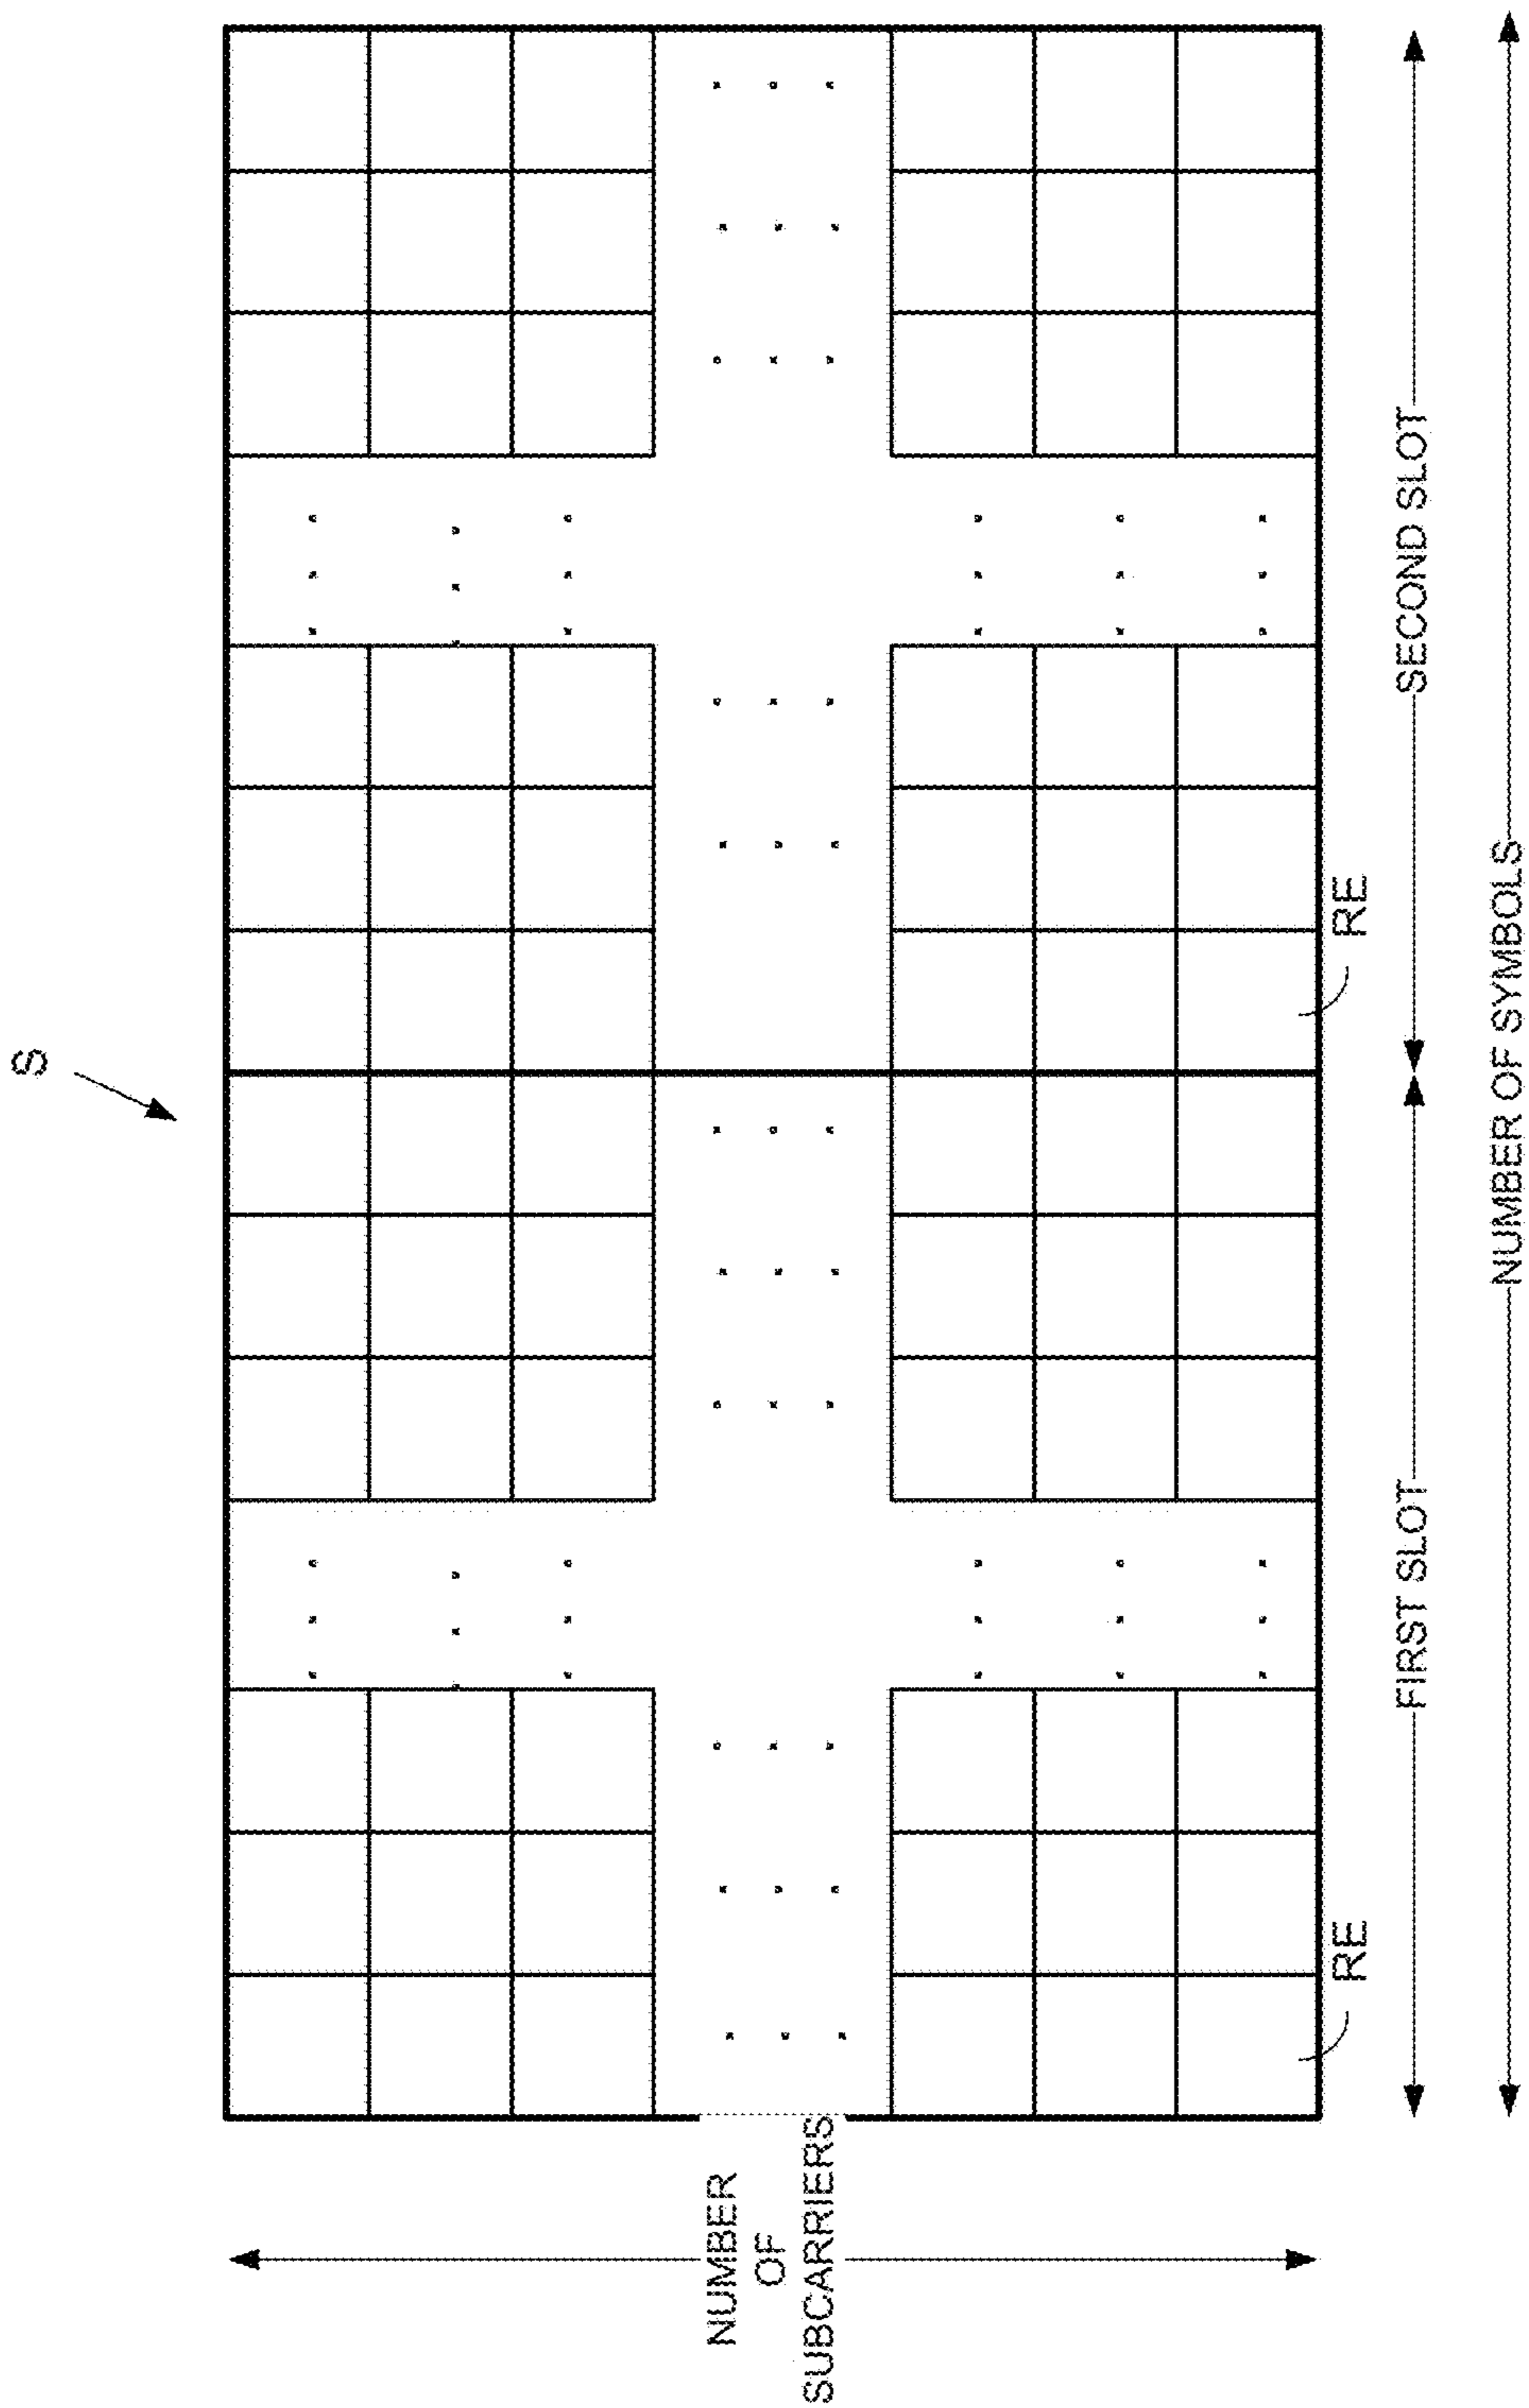 S
NUMBER
OF
SUBCARRIERS
RE
RE
FIRST SLOT
SECOND SLOT
NUMBER OF SYMBOLS